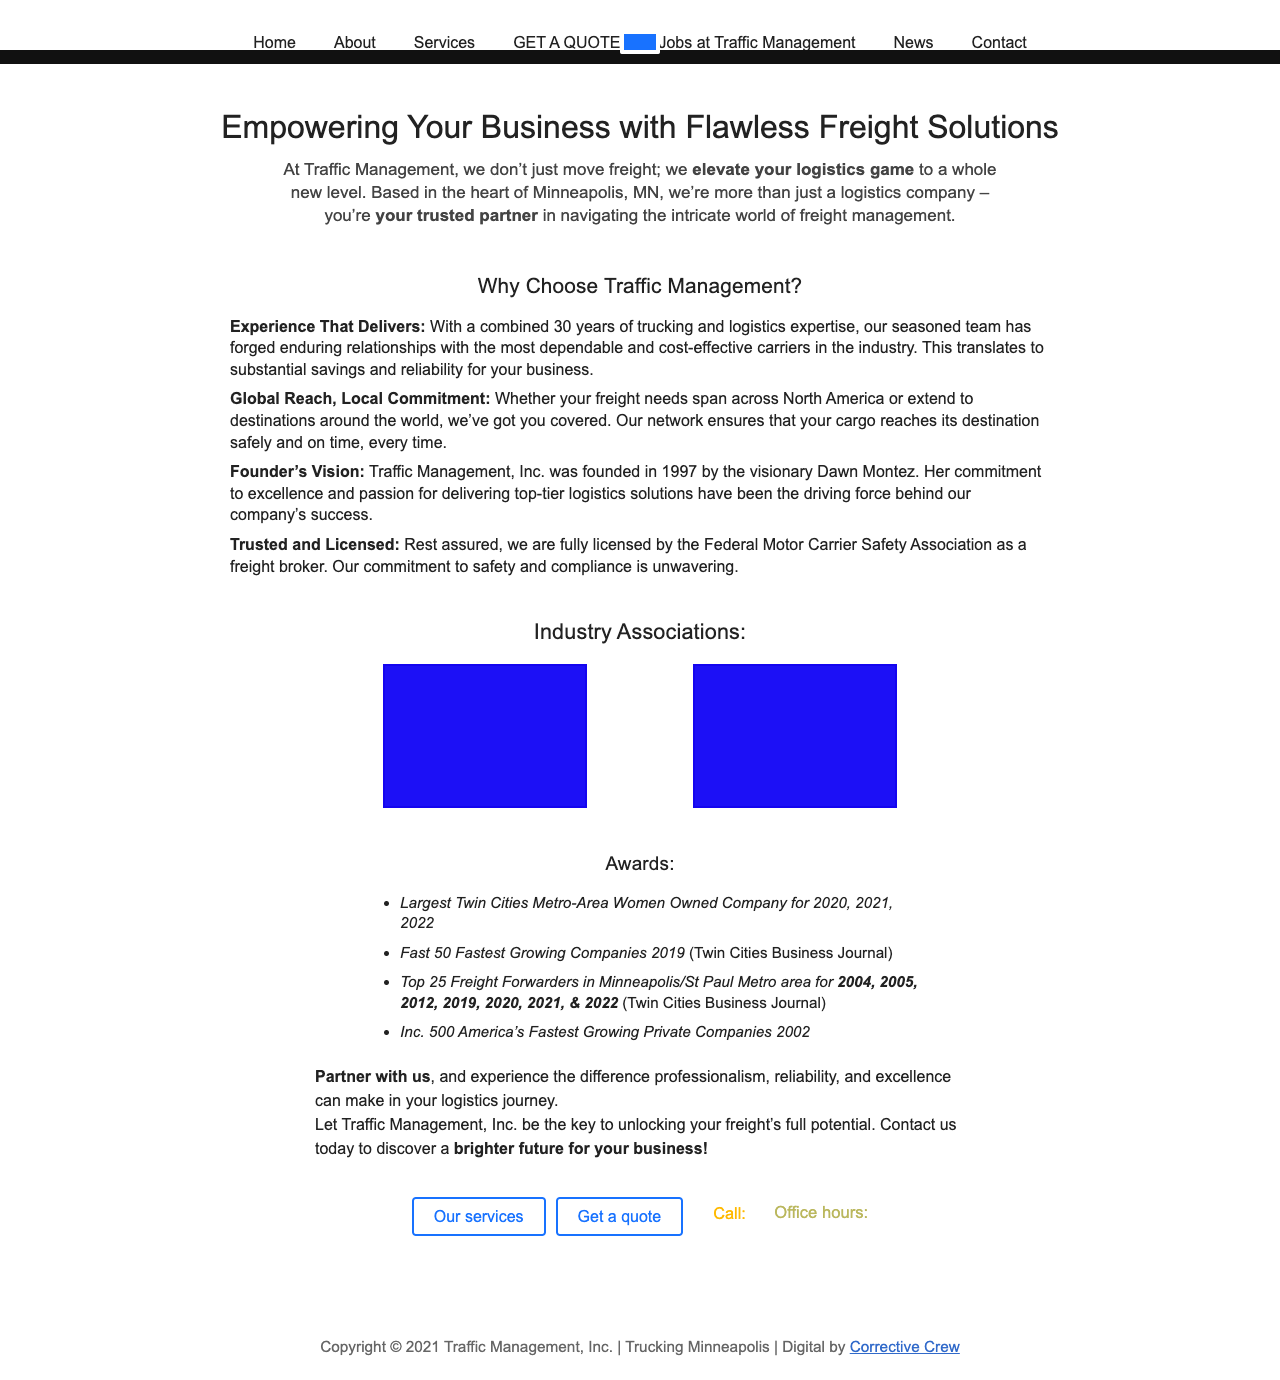 Home About Services GET A QUOTE Jobs at Traffic Management News Contact
Empowering Your Business with Flawless Freight Solutions
At Traffic Management, we don’t just move freight; we elevate your logistics game to a whole
new level. Based in the heart of Minneapolis, MN, we’re more than just a logistics company –
you’re your trusted partner in navigating the intricate world of freight management.
Why Choose Traffic Management?
Experience That Delivers: With a combined 30 years of trucking and logistics expertise, our seasoned team has
forged enduring relationships with the most dependable and cost-effective carriers in the industry. This translates to
substantial savings and reliability for your business.
Global Reach, Local Commitment: Whether your freight needs span across North America or extend to
destinations around the world, we’ve got you covered. Our network ensures that your cargo reaches its destination
safely and on time, every time.
Founder’s Vision: Traffic Management, Inc. was founded in 1997 by the visionary Dawn Montez. Her commitment
to excellence and passion for delivering top-tier logistics solutions have been the driving force behind our
company’s success.
Trusted and Licensed: Rest assured, we are fully licensed by the Federal Motor Carrier Safety Association as a
freight broker. Our commitment to safety and compliance is unwavering.
Industry Associations:
Awards:
• Largest Twin Cities Metro-Area Women Owned Company for 2020, 2021,
2022
• Fast 50 Fastest Growing Companies 2019 (Twin Cities Business Journal)
• Top 25 Freight Forwarders in Minneapolis/St Paul Metro area for 2004, 2005,
2012, 2019, 2020, 2021, & 2022 (Twin Cities Business Journal)
• Inc. 500 America’s Fastest Growing Private Companies 2002
Partner with us, and experience the difference professionalism, reliability, and excellence
can make in your logistics journey.
Let Traffic Management, Inc. be the key to unlocking your freight’s full potential. Contact us
today to discover a brighter future for your business!
Our services Get a quote Call: Office hours:
Copyright © 2021 Traffic Management, Inc. | Trucking Minneapolis | Digital by Corrective Crew